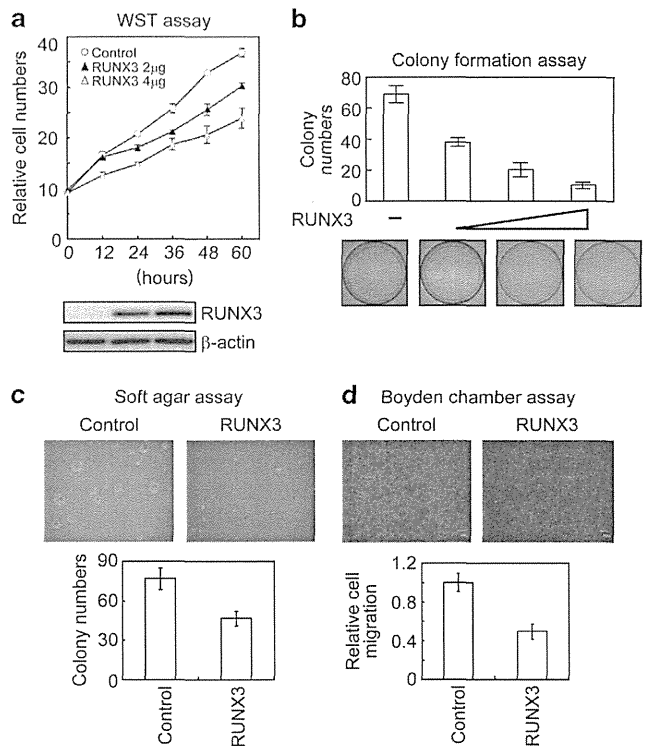 a
WST assay
Relative cell numbers
40
30
20
10
0
Control
RUNX3 2μg
RUNX3 4μg
0 12 24 36 48 60
(hours)
RUNX3
β-actin
b
Colony formation assay
Colony numbers
80
60
40
20
0
RUNX3 –
c
Soft agar assay
Control RUNX3
Colony numbers
90
60
30
0
Control
RUNX3
d
Boyden chamber assay
Control RUNX3
Relative cell migration
1.2
0.8
0.4
0
Control
RUNX3